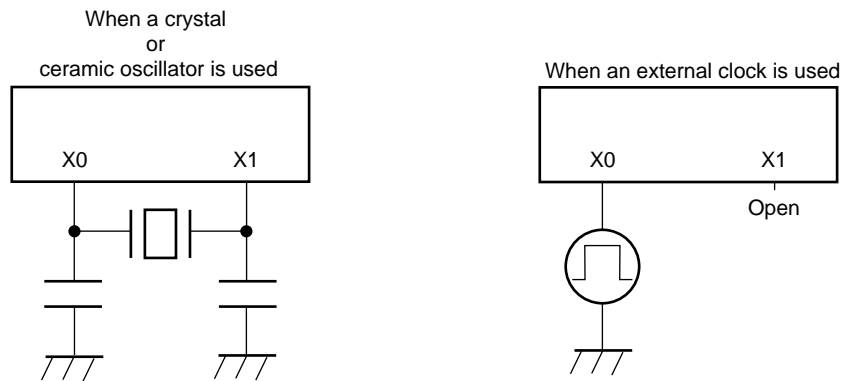 When a crystal
or
ceramic oscillator is used
X0 X1
When an external clock is used
X0 X1
Open